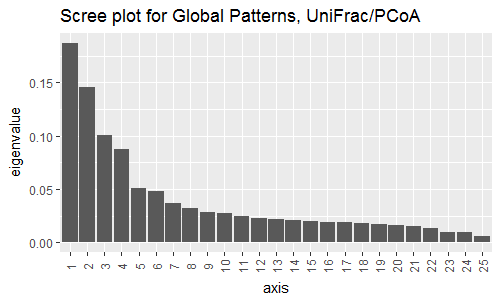 Scree plot for Global Patterns, UniFrac/PCoA
eigenvalue
0.15
0.10
0.05
0.00
1 2 3 4 5 6 7 8 9 10 11 12 13 14 15 16 17 18 19 20 21 22 23 24 25
axis